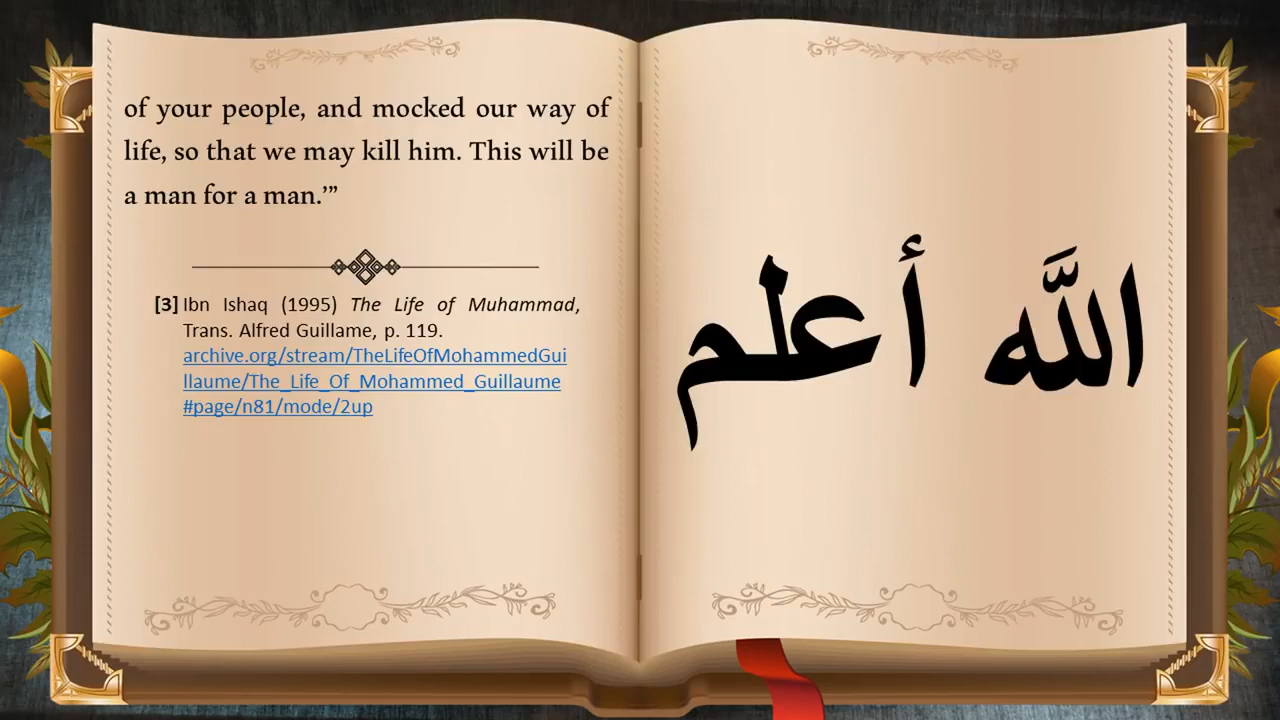 of your people, and mocked our way of
life, so that we may kill him. This will be
a man for a man.’”
[3] Ibn Ishaq (1995) The Life of Muhammad,
Trans. Alfred Guillame, p. 119.
archive.org/stream/TheLifeOfMohammedGui
llaume/The_Life_Of_Mohammed_Guillaume
#page/n81/mode/2up
اللّٰه أعلم